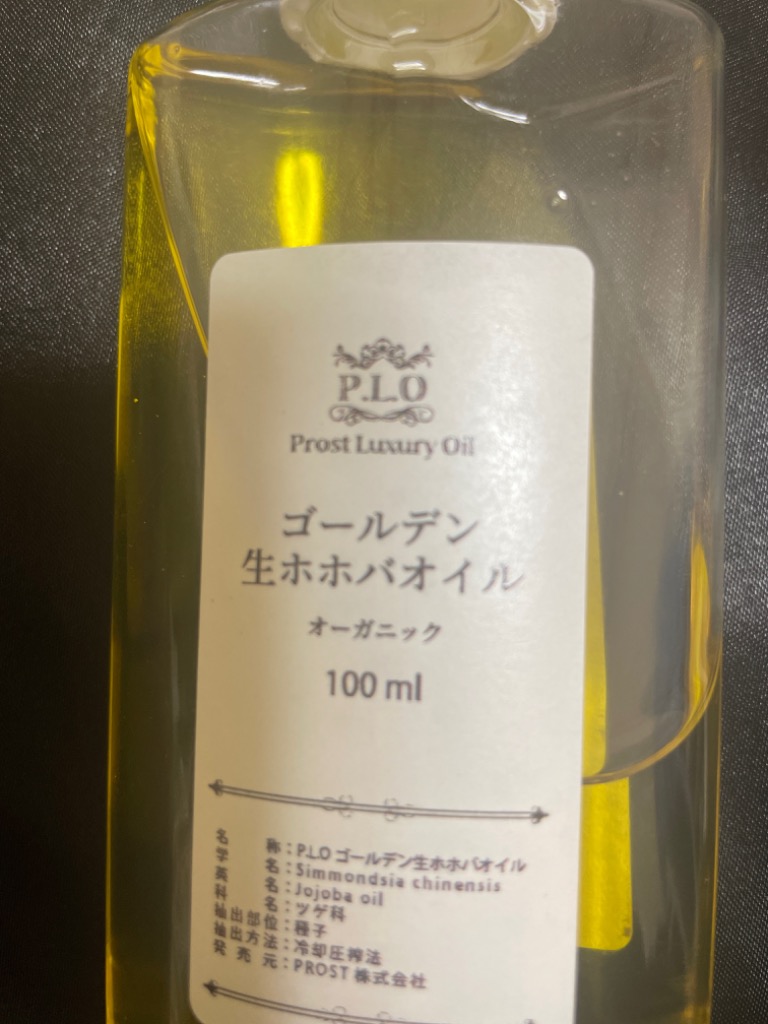 P.L.O
Prost Luxury Oil
ゴールデン
生ホホバオイル
オーガニック
100 ml
名 称：P.L.O ゴールデン生ホホバオイル
学 名：Simmondsia chinensis
英 名：Jojoba oil
科 名：ツゲ科
抽出部位：種子
抽出方法：冷却圧搾法
発 売 元：PROST 株式会社